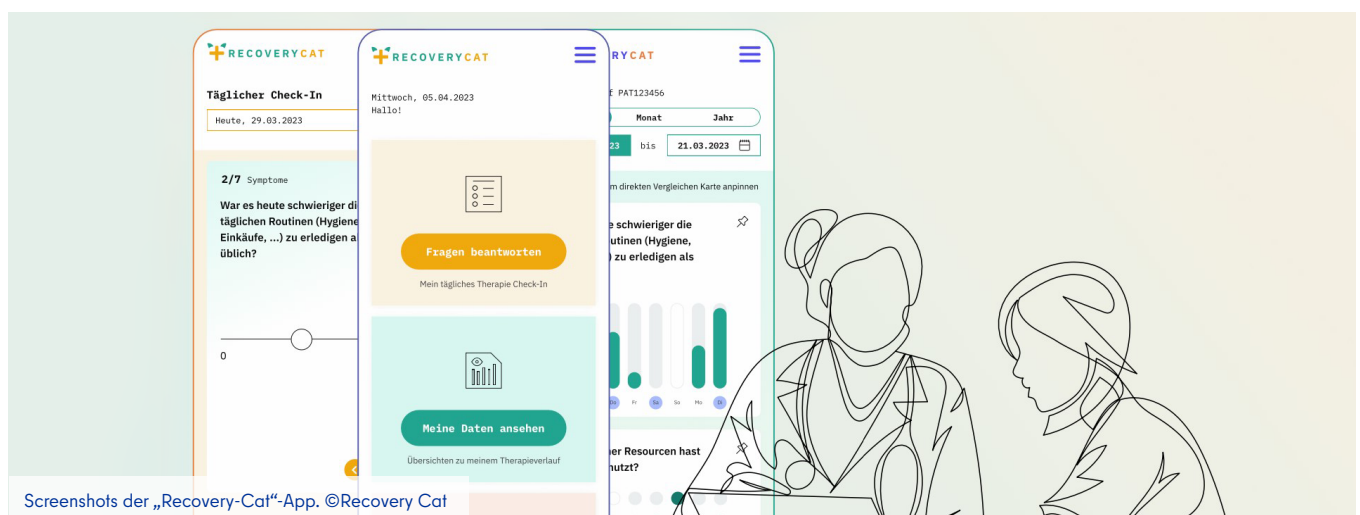 RECOVERYCAT
Täglicher Check-In
Heute, 29.03.2023
2/7 Symptome
War es heute schwieriger di
täglichen Routinen (Hygiene
Einkäufe, ...) zu erledigen a
üblich?
0
RECOVERYCAT
Mittwoch, 05.04.2023
Hallo!
Fragen beantworten
Mein tägliches Therapie Check-In
Meine Daten ansehen
Übersichten zu meinem Therapieverlauf
RYCAT
f PAT123456
Monat Jahr
23 bis 21.03.2023
m direkten Vergleichen Karte anpinnen
e schwieriger die
utinen (Hygiene,
) zu erledigen als
Do Fr Sa So Mo Di
er Resourcen hast
nutzt?
Screenshots der „Recovery-Cat“-App. ©Recovery Cat